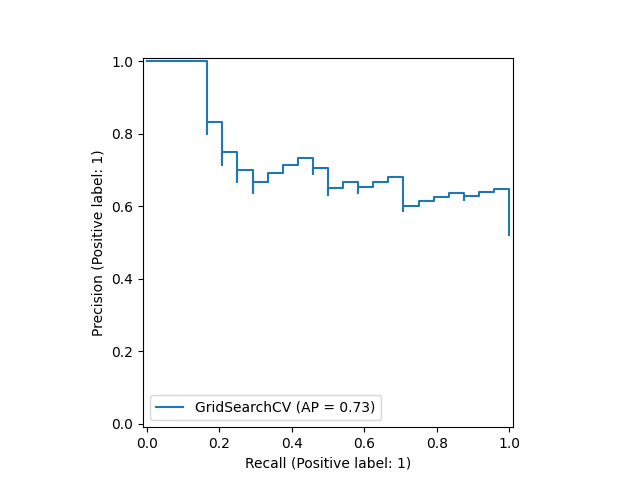 1.0
0.8
0.6
0.4
0.2
0.0
Precision (Positive label: 1)
GridSearchCV (AP = 0.73)
0.0 0.2 0.4 0.6 0.8 1.0
Recall (Positive label: 1)